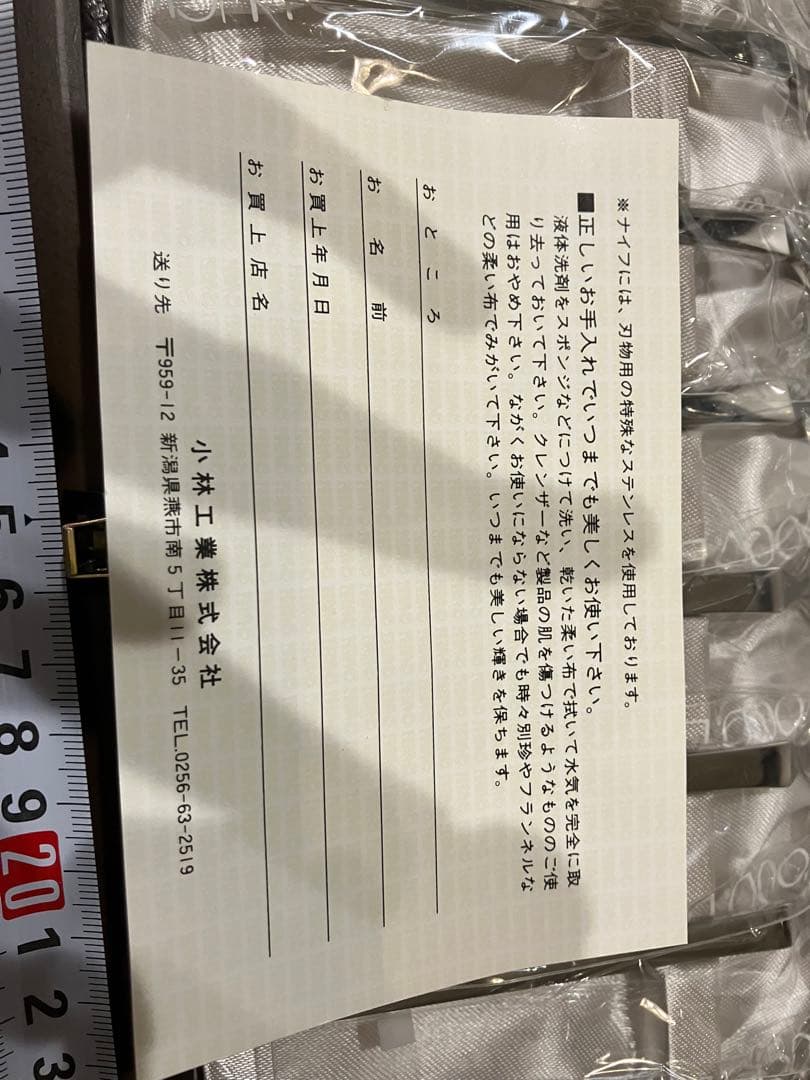 ※ナイフには、刃物用の特殊なステンレスを使用しております。
■正しいお手入れでいつまでも美しくお使い下さい。
液体洗剤をスポンジなどにつけて洗い、乾いた柔い布で拭いて水気を完全に取
り去っておいて下さい。クレンザーなど製品の肌を傷つけるようなもののご使
用はおやめ下さい。ながくお使いにならない場合でも時々別珍やフランネルな
どの柔い布でみがいて下さい。いつまでも美しい輝きを保ちます。
おところ
お名前
お買上年月日
お買上店名
小林工業株式会社
送り先 〒959-12 新潟県燕市南5丁目11-35 TEL.0256-63-2519
5 6 7 8 9 20 1 2 3